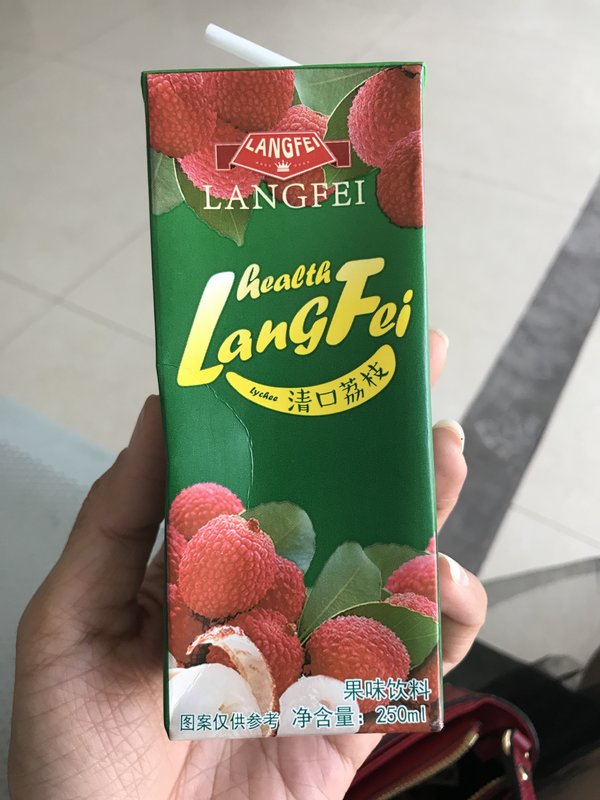 LANGFEI
LANGFEI
health
LangFei
Lychee 清口荔枝
果味饮料
图案仅供参考 净含量：250ml